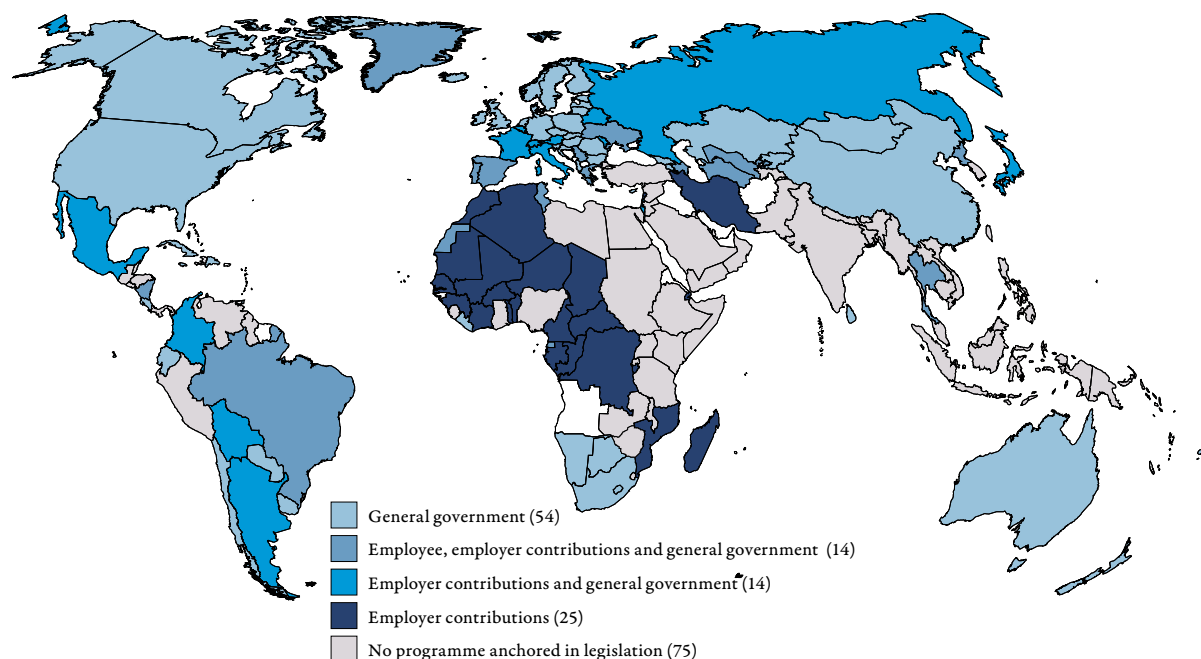 General government (54)
Employee, employer contributions and general government (14)
Employer contributions and general government (14)
Employer contributions (25)
No programme anchored in legislation (75)